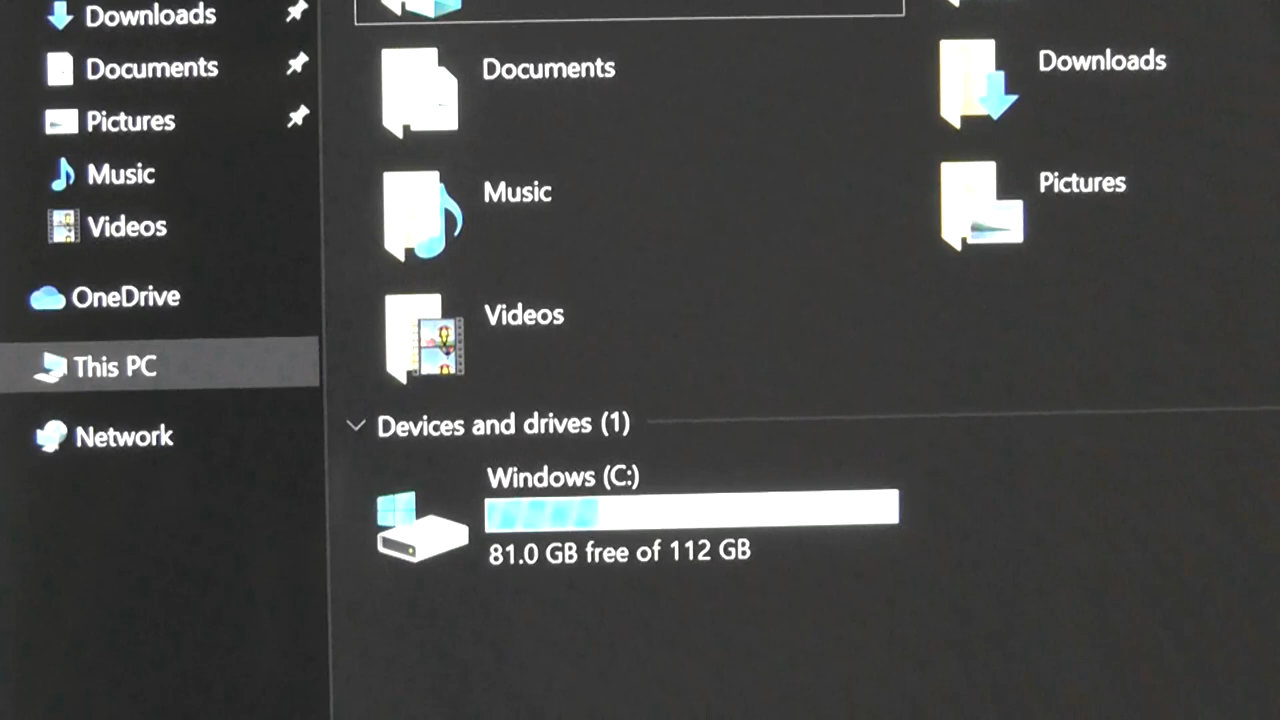 Downloads
Documents
Pictures
Music
Videos
OneDrive
This PC
Network
Documents
Downloads
Music
Pictures
Videos
Devices and drives (1)
Windows (C:)
81.0 GB free of 112 GB